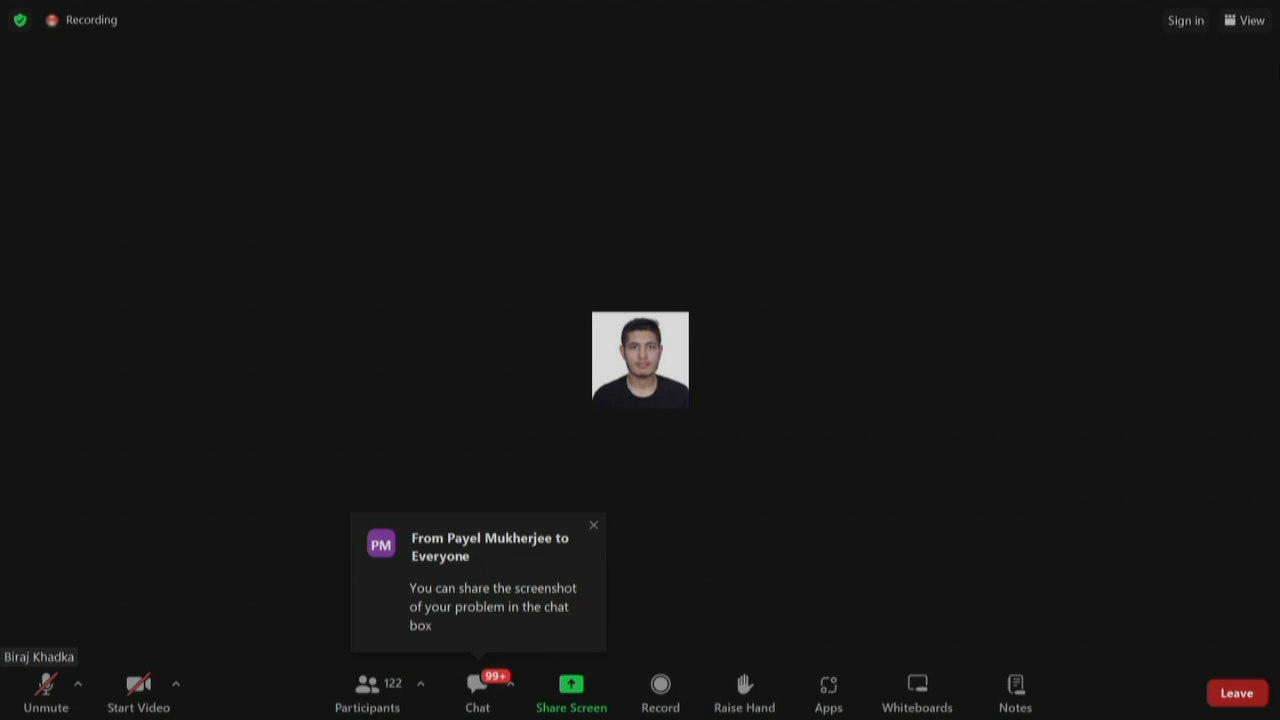 Recording
Sign in
View
PM
From Payel Mukherjee to
Everyone
You can share the screenshot
of your problem in the chat
box
Biraj Khadka
122
99+
Unmute
Start Video
Participants
Chat
Share Screen
Record
Raise Hand
Apps
Whiteboards
Notes
Leave